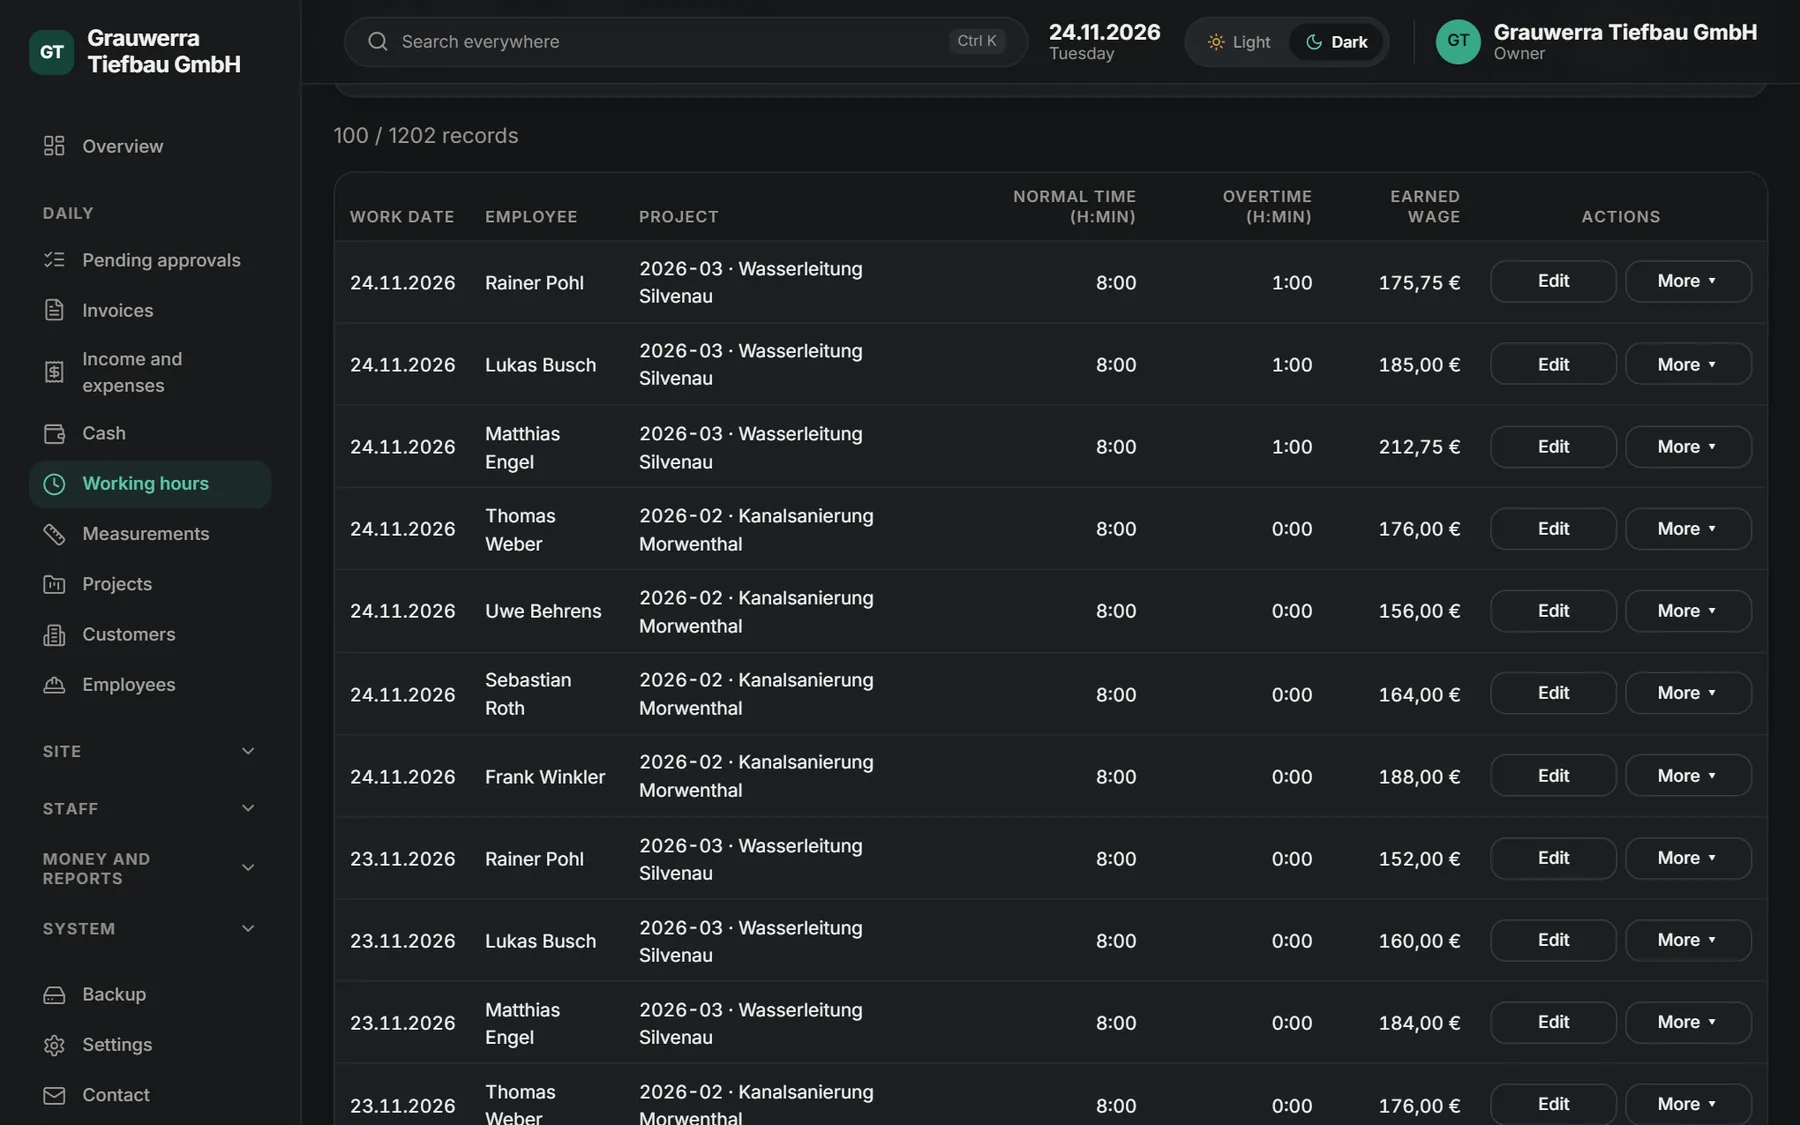 GT
Grauwerra
Tiefbau GmbH
Search everywhere
Ctrl K
24.11.2026
Tuesday
Light
Dark
GT
Grauwerra Tiefbau GmbH
Owner
Overview
DAILY
Pending approvals
Invoices
Income and
expenses
Cash
Working hours
Measurements
Projects
Customers
Employees
SITE
STAFF
MONEY AND
REPORTS
SYSTEM
Backup
Settings
Contact
100 / 1202 records
WORK DATE EMPLOYEE PROJECT NORMAL TIME (H:MIN) OVERTIME (H:MIN) EARNED WAGE ACTIONS
24.11.2026 Rainer Pohl 2026-03 · Wasserleitung Silvenau 8:00 1:00 175,75 € Edit More ▾
24.11.2026 Lukas Busch 2026-03 · Wasserleitung Silvenau 8:00 1:00 185,00 € Edit More ▾
24.11.2026 Matthias Engel 2026-03 · Wasserleitung Silvenau 8:00 1:00 212,75 € Edit More ▾
24.11.2026 Thomas Weber 2026-02 · Kanalsanierung Morwenthal 8:00 0:00 176,00 € Edit More ▾
24.11.2026 Uwe Behrens 2026-02 · Kanalsanierung Morwenthal 8:00 0:00 156,00 € Edit More ▾
24.11.2026 Sebastian Roth 2026-02 · Kanalsanierung Morwenthal 8:00 0:00 164,00 € Edit More ▾
24.11.2026 Frank Winkler 2026-02 · Kanalsanierung Morwenthal 8:00 0:00 188,00 € Edit More ▾
23.11.2026 Rainer Pohl 2026-03 · Wasserleitung Silvenau 8:00 0:00 152,00 € Edit More ▾
23.11.2026 Lukas Busch 2026-03 · Wasserleitung Silvenau 8:00 0:00 160,00 € Edit More ▾
23.11.2026 Matthias Engel 2026-03 · Wasserleitung Silvenau 8:00 0:00 184,00 € Edit More ▾
23.11.2026 Thomas Weber 2026-02 · Kanalsanierung Morwenthal 8:00 0:00 176,00 € Edit More ▾